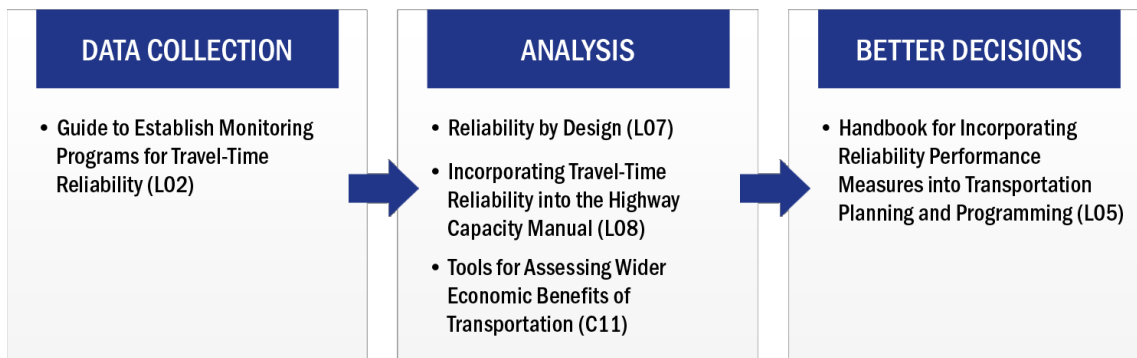 DATA COLLECTION
• Guide to Establish Monitoring
Programs for Travel-Time
Reliability (L02)
ANALYSIS
• Reliability by Design (L07)
• Incorporating Travel-Time
Reliability into the Highway
Capacity Manual (L08)
• Tools for Assessing Wider
Economic Benefits of
Transportation (C11)
BETTER DECISIONS
• Handbook for Incorporating
Reliability Performance
Measures into Transportation
Planning and Programming (L05)